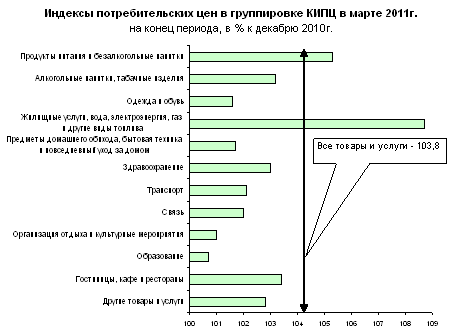 Индексы потребительских цен в группировке КИПЦ в марте 2011г.
на конец периода, в % к декабрю 2010г.
Продукты питания и безалкогольные напитки
Алкогольные напитки, табачные изделия
Одежда и обувь
Жилищные услуги, вода, электроэнергия, газ
и другие виды топлива
Предметы домашнего обихода, бытовая техника
и повседневный уход за домом
Здравоохранение
Транспорт
Связь
Организация отдыха и культурные мероприятия
Образование
Гостиницы, кафе и рестораны
Другие товары и услуги
Все товары и услуги - 103,8
100 101 102 103 104 105 106 107 108 109